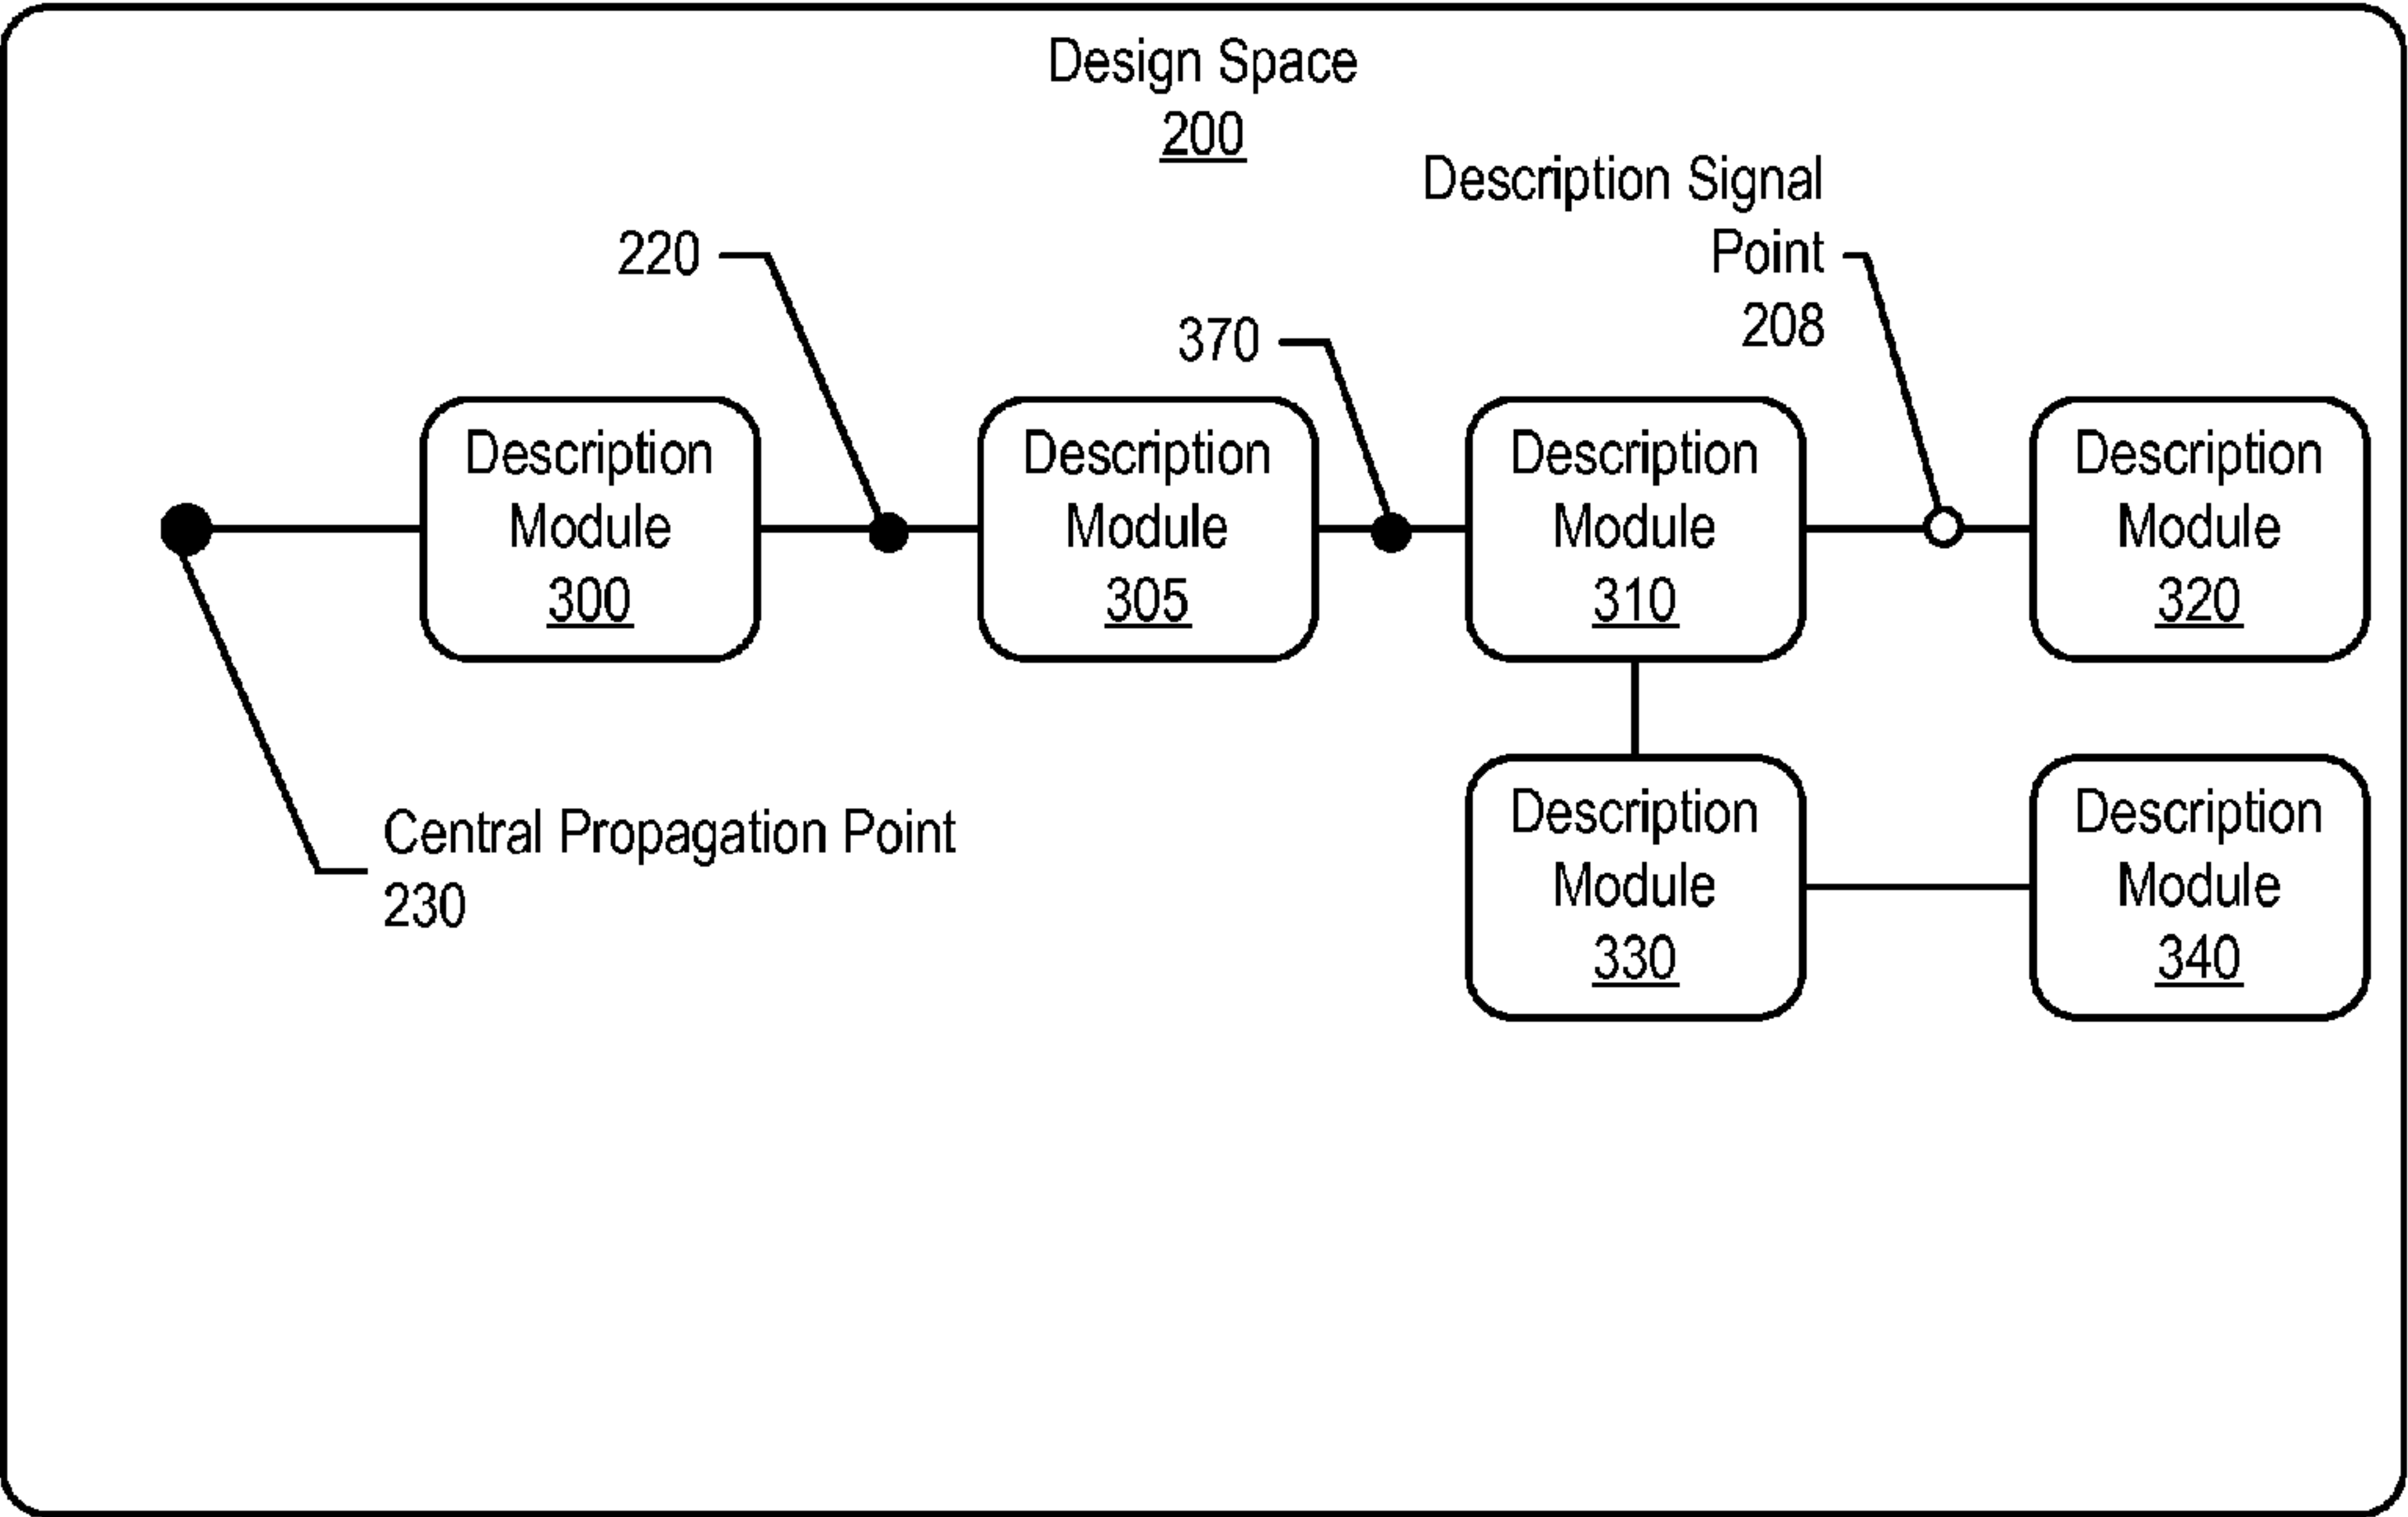 Design Space
200
Description Signal
Point
208
220
370
Description
Module
300
Description
Module
305
Description
Module
310
Description
Module
320
Central Propagation Point
230
Description
Module
330
Description
Module
340